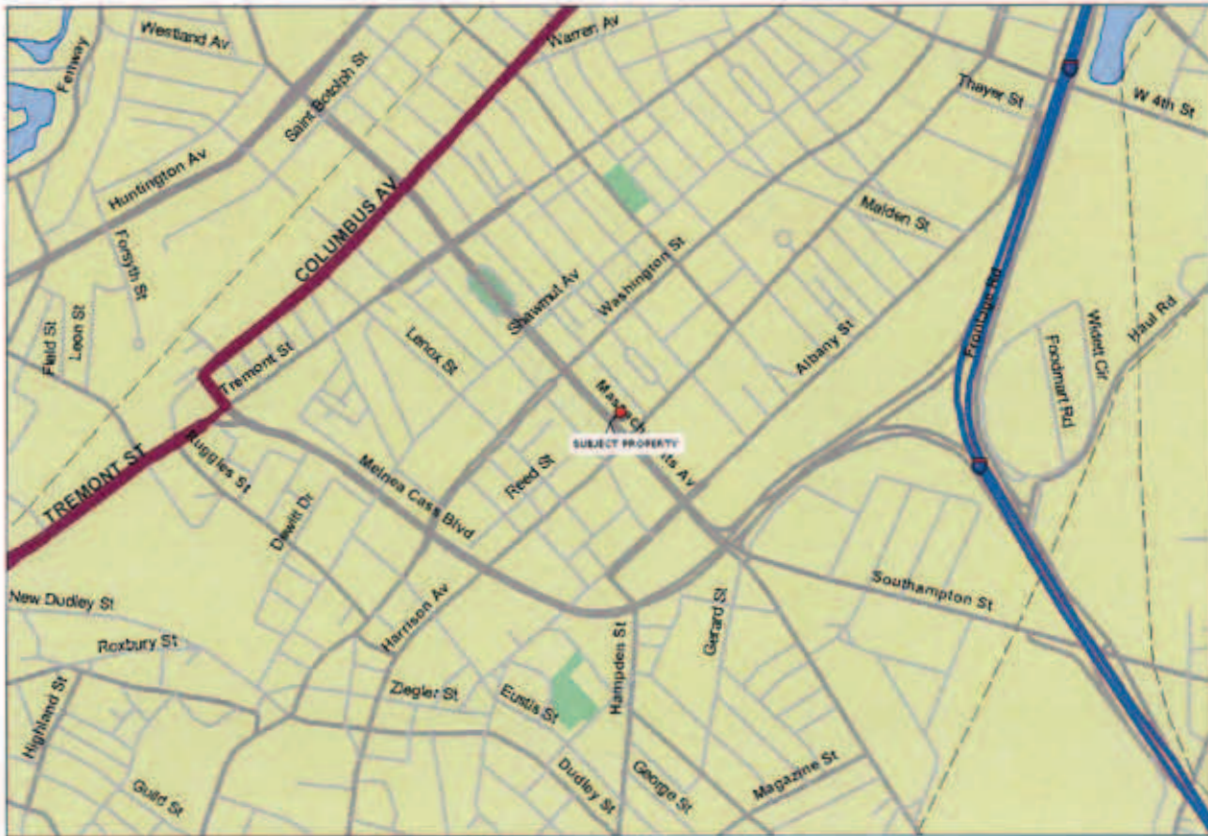 Westland Av
Fenway
Warren Av
Saint Botolph St
Thayer St
W 4th St
Huntington Av
COLUMBUS AV
Malden St
Forsyth St
Washington St
Shawmut Av
Frontage Rd
Haul Rd
Widett Cir
Foodmart Rd
Field St
Leon St
Lenox St
Albany St
Tremont St
SUBJECT PROPERTY
TREMONT ST
Ruggles St
Melnea Cass Blvd
Reed St
Dewitt Dr
Southampton St
New Dudley St
Roxbury St
Harrison Av
Hampden St
Gerard St
Highland St
Ziegler St
Eustis St
Guild St
Dudley St
George St
Magazine St